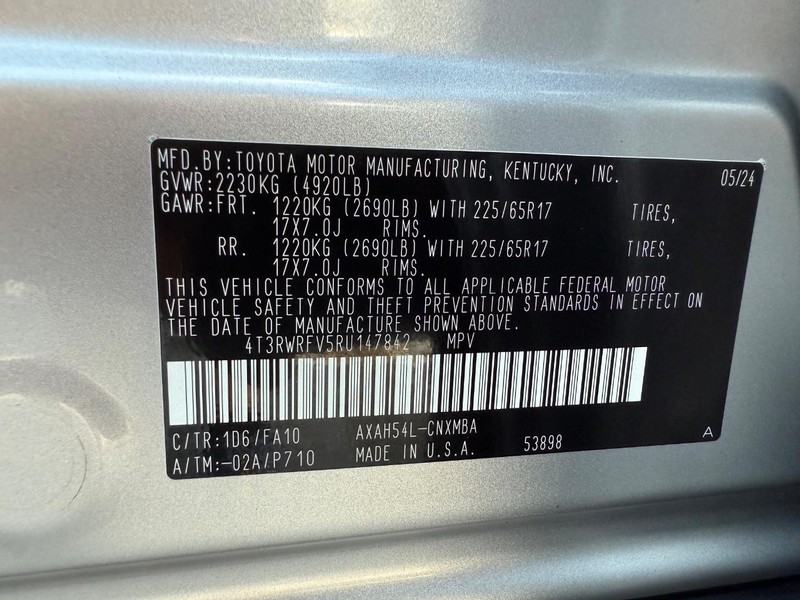 MFD.BY:TOYOTA MOTOR MANUFACTURING, KENTUCKY, INC. 05/24
GVWR:2230KG (4920LB)
GAWR:FRT. 1220KG (2690LB) WITH 225/65R17 TIRES,
17X7.0J RIMS.
RR. 1220KG (2690LB) WITH 225/65R17 TIRES,
17X7.0J RIMS.
THIS VEHICLE CONFORMS TO ALL APPLICABLE FEDERAL MOTOR
VEHICLE SAFETY AND THEFT PREVENTION STANDARDS IN EFFECT ON
THE DATE OF MANUFACTURE SHOWN ABOVE.
4T3RWRFV5RU147842 MPV
C/TR:1D6/FA10 AXAH54L-CNXMBA
A/TM:-02A/P710 MADE IN U.S.A. 53898 A